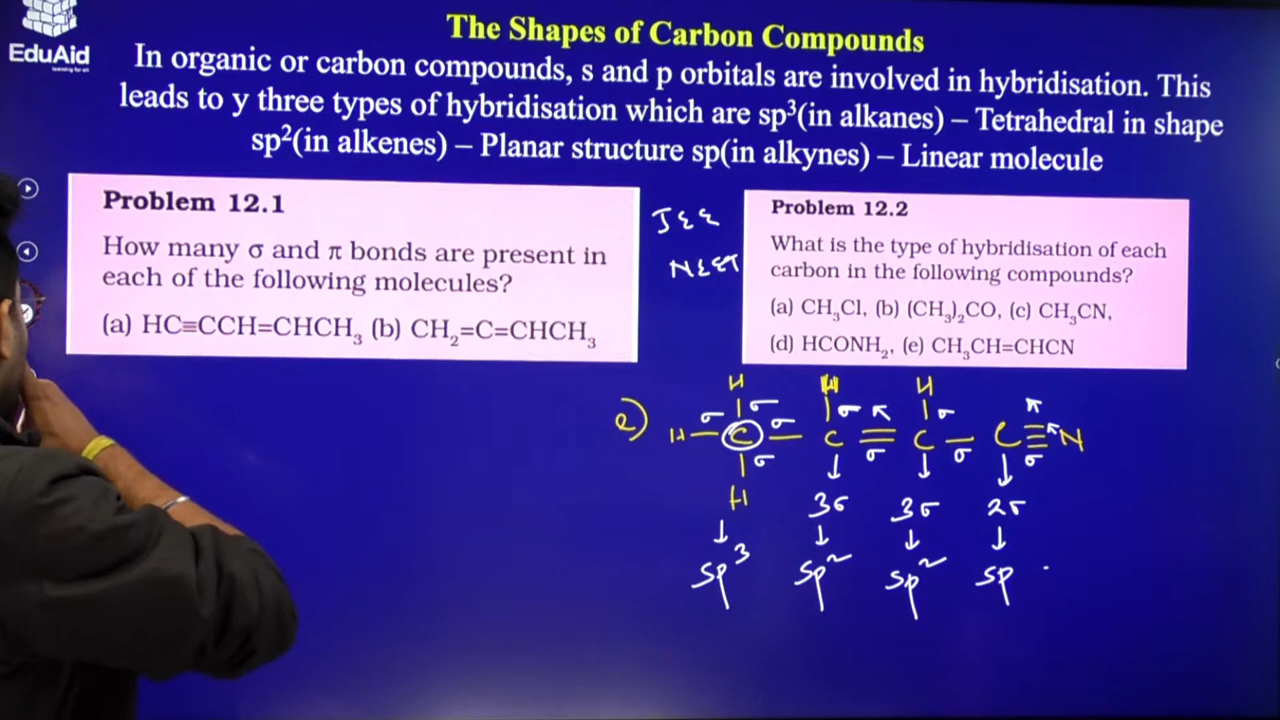 The Shapes of Carbon Compounds
EduAid
In organic or carbon compounds, s and p orbitals are involved in hybridisation. This
leads to y three types of hybridisation which are sp³(in alkanes) – Tetrahedral in shape
sp²(in alkenes) – Planar structure sp(in alkynes) – Linear molecule
Problem 12.1
How many σ and π bonds are present in
each of the following molecules?
(a) HC≡CCH=CHCH₃ (b) CH₂=C=CHCH₃
JEE
NEET
Problem 12.2
What is the type of hybridisation of each
carbon in the following compounds?
(a) CH₃Cl, (b) (CH₃)₂CO, (c) CH₃CN,
(d) HCONH₂, (e) CH₃CH=CHCN
H H H
σ σ σ π σ π
e) H – C – C = C – C ≡ N π
σ σ σ σ
H 3σ 3σ 2σ
sp³ sp² sp² sp